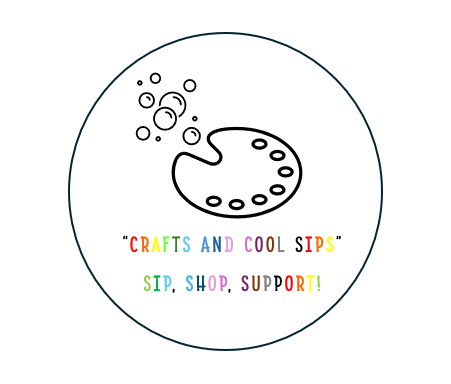 "CRAFTS AND COOL SIPS"
SIP, SHOP, SUPPORT!